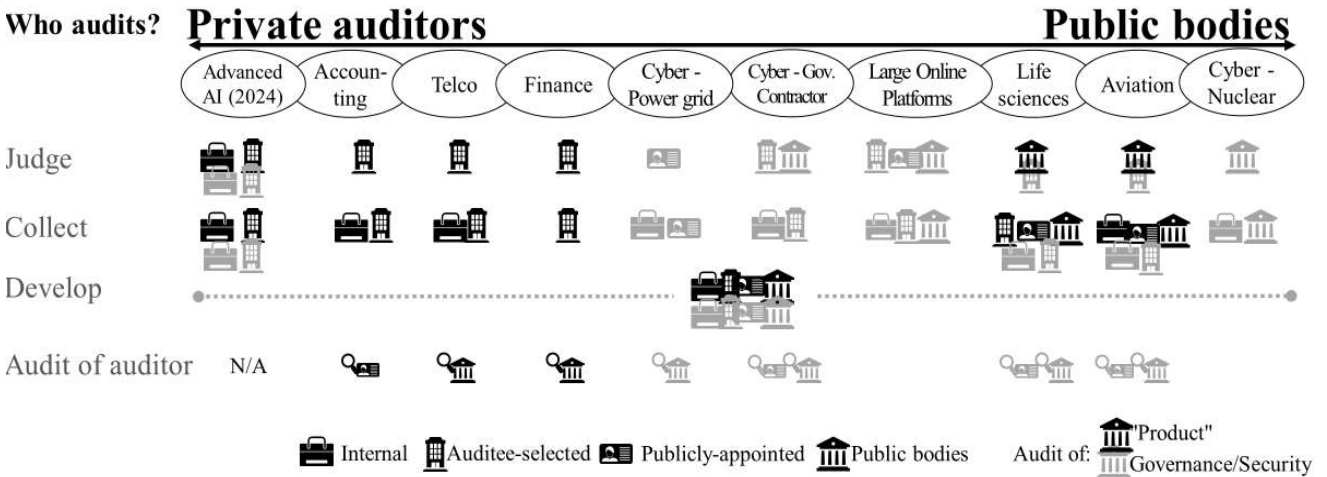 Who audits? Private auditors Public bodies
Advanced AI (2024)
Accoun-ting
Telco
Finance
Cyber - Power grid
Cyber - Gov. Contractor
Large Online Platforms
Life sciences
Aviation
Cyber - Nuclear
Judge
Collect
Develop
Audit of auditor N/A
Internal Auditee-selected Publicly-appointed Public bodies Audit of: "Product"
Governance/Security